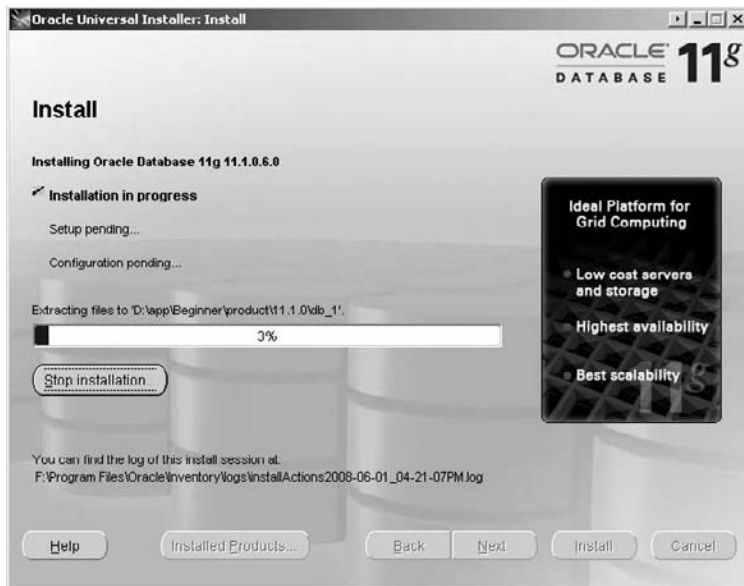 Oracle Universal Installer: Install
ORACLE
DATABASE 11g
Install
Installing Oracle Database 11g 11.1.0.6.0
Installation in progress
Setup pending...
Configuration pending...
Extracting files to 'D:\app\Beginner\product\11.1.0\db_1'.
3%
Stop installation...
Ideal Platform for
Grid Computing
Low cost servers
and storage
Highest availability
Best scalability
11g
You can find the log of this install session at:
F:\Program Files\Oracle\Inventory\logs\installActions2008-06-01_04-21-07PM.log
Help Installed Products... Back Next Install Cancel